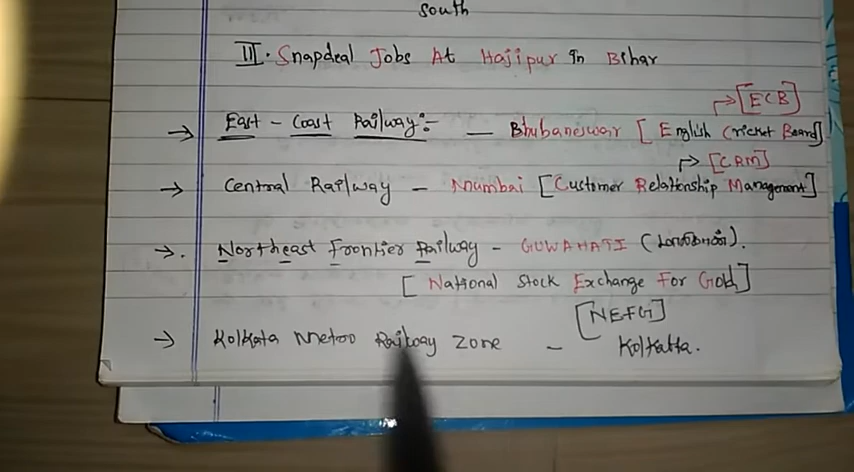 South
III. Snapdeal Jobs At Hajipur in Bihar
→[ECB]
→ East - Coast Railway:- — Bhubaneswar [English Cricket Board]
→[CRM]
→ Central Railway - Mumbai [Customer Relationship Management]
→. Northeast Frontier Railway - GUWAHATI
[National Stock Exchange For Gold]
[NEFG]
→ Kolkata Metro Railway Zone — Kolkatta.